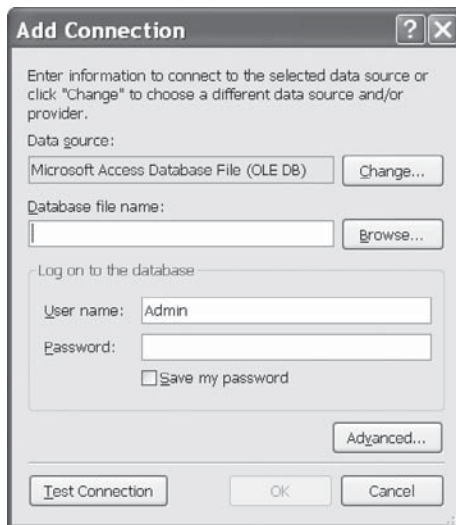 Add Connection
?
Enter information to connect to the selected data source or
click "Change" to choose a different data source and/or
provider.
Data source:
Microsoft Access Database File (OLE DB)
Change...
Database file name:
Browse...
Log on to the database
User name: Admin
Password:
Save my password
Advanced...
Test Connection OK Cancel